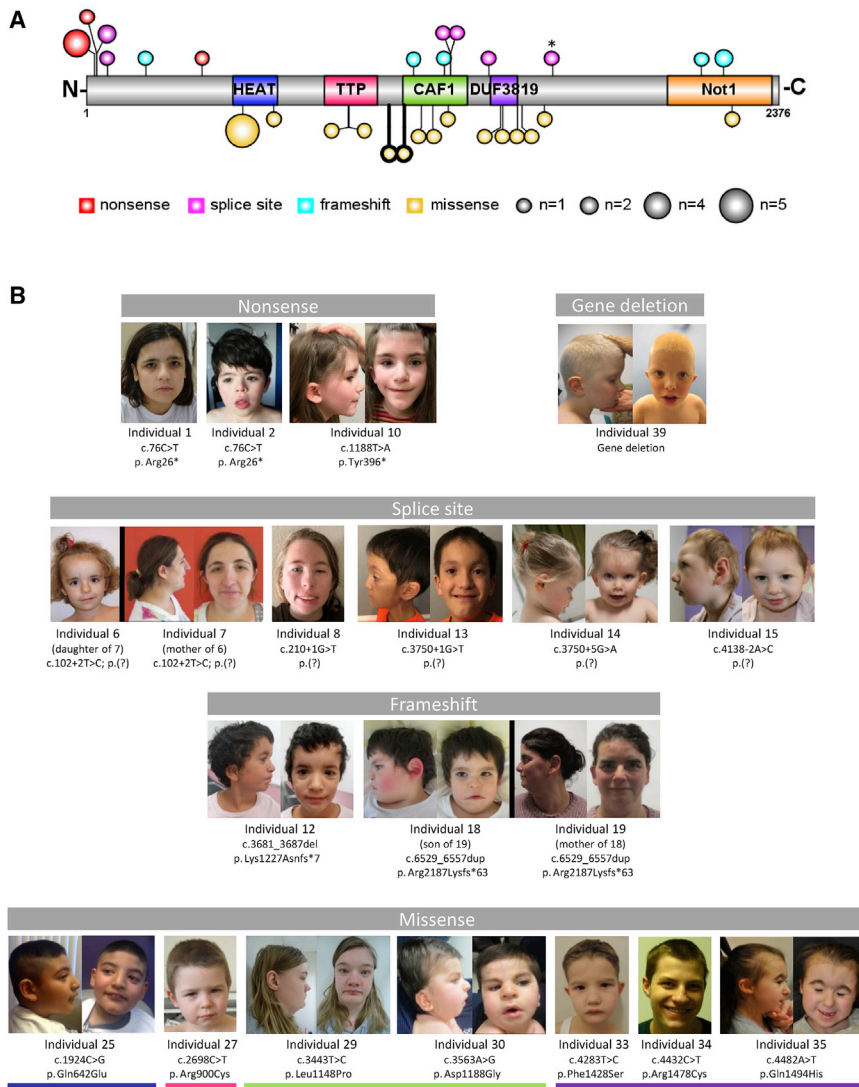 A
*
N-
HEAT
TTP
CAF1
DUF3819
Not1
-C
1
2376
nonsense
splice site
frameshift
missense
n=1
n=2
n=4
n=5
B
Nonsense
Gene deletion
Individual 1
c.76C>T
p. Arg26*
Individual 2
c.76C>T
p. Arg26*
Individual 10
c.1188T>A
p.Tyr396*
Individual 39
Gene deletion
Splice site
Individual 6
(daughter of 7)
c.102+2T>C; p.(?)
Individual 7
(mother of 6)
c.102+2T>C; p.(?)
Individual 8
c.210+1G>T
p.(?)
Individual 13
c.3750+1G>T
p.(?)
Individual 14
c.3750+5G>A
p.(?)
Individual 15
c.4138-2A>C
p.(?)
Frameshift
Individual 12
c.3681_3687del
p. Lys1227Asnfs*7
Individual 18
(son of 19)
c.6529_6557dup
p. Arg2187Lysfs*63
Individual 19
(mother of 18)
c.6529_6557dup
p. Arg2187Lysfs*63
Missense
Individual 25
c.1924C>G
p.Gln642Glu
Individual 27
c.2698C>T
p. Arg900Cys
Individual 29
c.3443T>C
p. Leu1148Pro
Individual 30
c.3563A>G
p. Asp1188Gly
Individual 33
c.4283T>C
p.Phe1428Ser
Individual 34
c.4432C>T
p.Arg1478Cys
Individual 35
c.4482A>T
p.Gln1494His